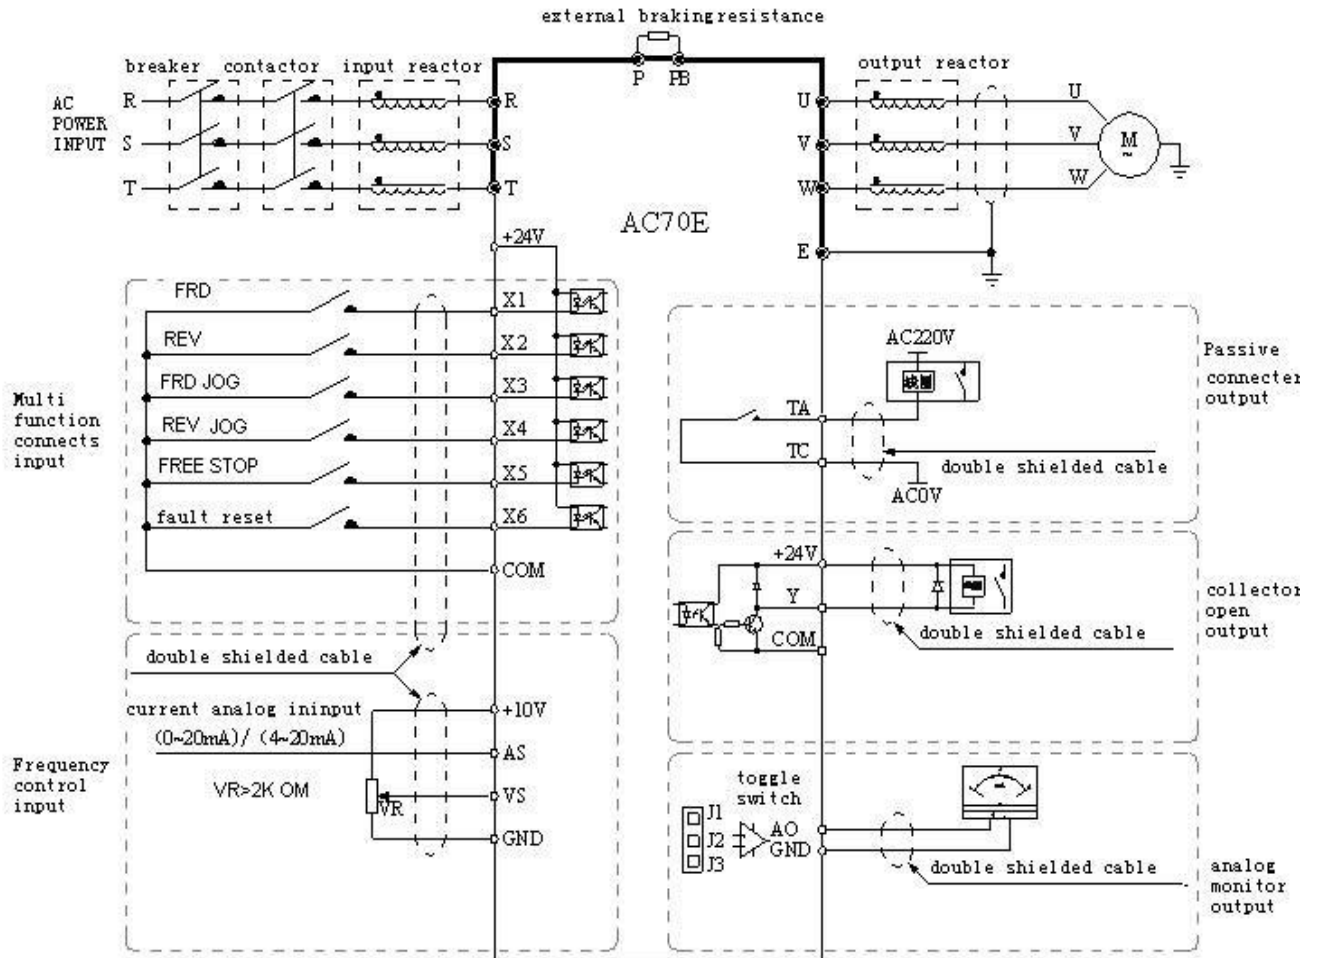 external brakingresistance
P PB
breaker contactor input reactor
output reactor
AC
POWER
INPUT
R
S
T
R
S
T
U
V
W
U
V
W
M
~
AC70E
E
+24V
Multi
function
connects
input
FRD
X1
REV
X2
FRD JOG
X3
REV JOG
X4
FREE STOP
X5
fault reset
X6
COM
double shielded cable
Frequency
control
input
current analog ininput
(0~20mA)/ (4~20mA)
VR>2K OM
VR
+10V
AS
VS
GND
Passive
connecter
output
AC220V
TA
TC
AC0V
double shielded cable
collector
open
output
+24V
Y
COM
double shielded cable
toggle
switch
J1
J2
J3
AO
GND
double shielded cable
analog
monitor
output